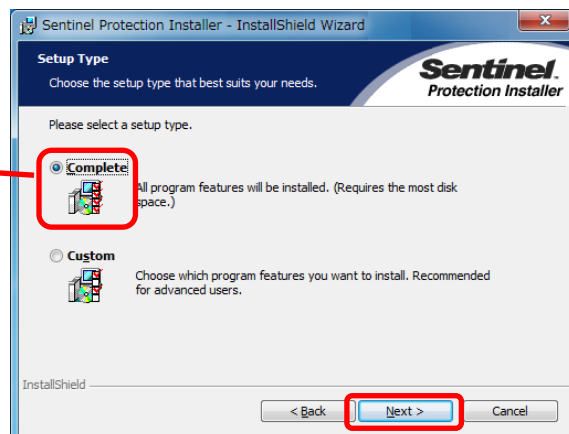 Sentinel Protection Installer - InstallShield Wizard
Setup Type
Choose the setup type that best suits your needs.
Sentinel.
Protection Installer
Please select a setup type.
Complete
All program features will be installed. (Requires the most disk
space.)
Custom
Choose which program features you want to install. Recommended
for advanced users.
InstallShield
< Back
Next >
Cancel